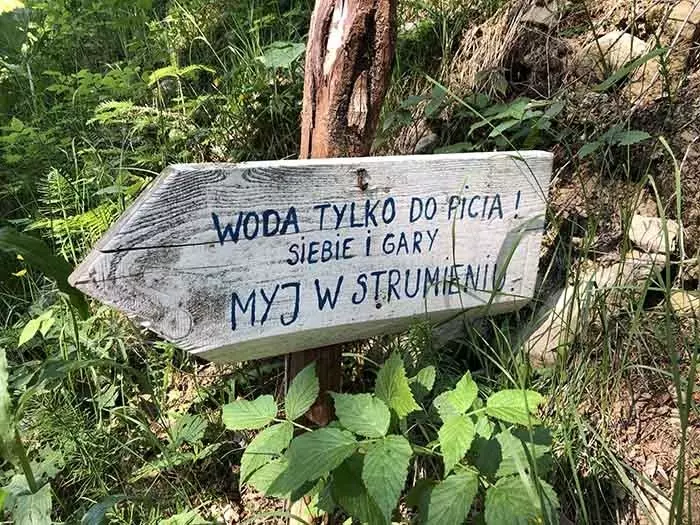 WODA TYLKO DO PICIA!
SIEBIE I GARY
MYJ W STRUMIENIU.